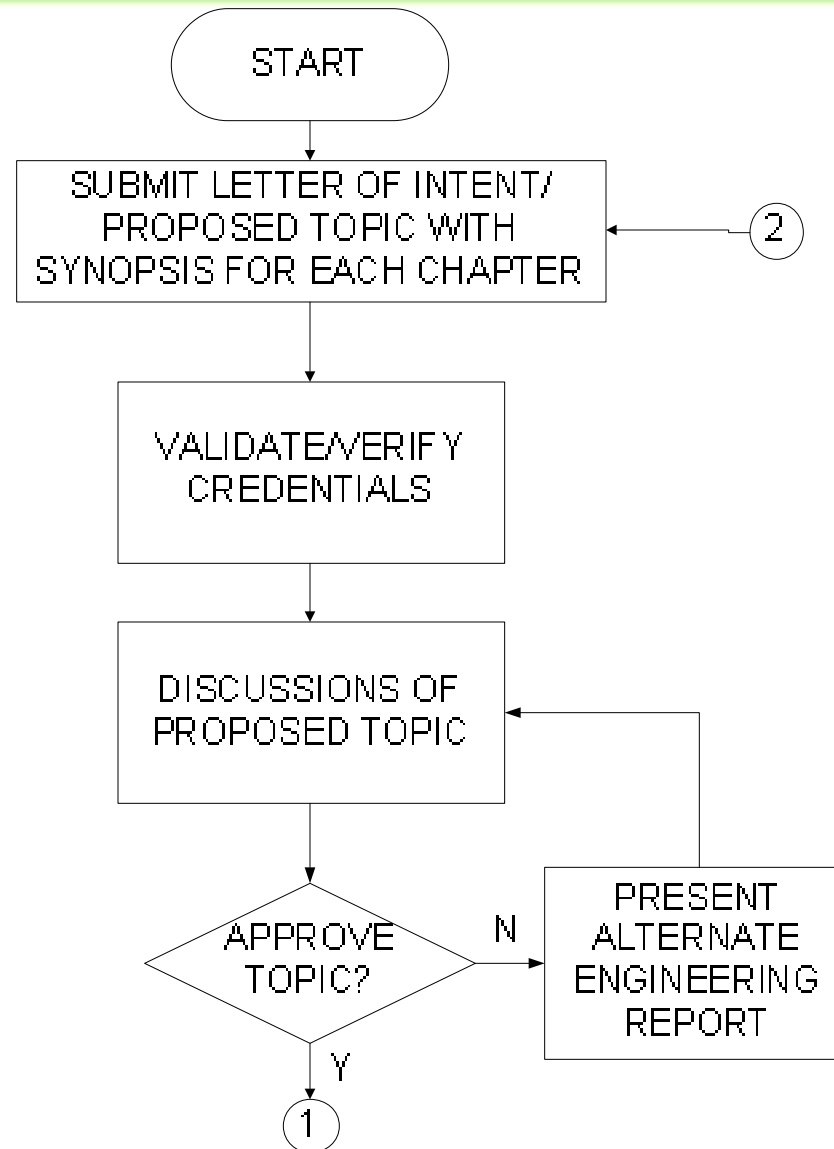 START
SUBMIT LETTER OF INTENT/
PROPOSED TOPIC WITH
SYNOPSIS FOR EACH CHAPTER
2
VALIDATE/VERIFY
CREDENTIALS
DISCUSSIONS OF
PROPOSED TOPIC
APPROVE
TOPIC?
N
PRESENT
ALTERNATE
ENGINEERING
REPORT
Y
1